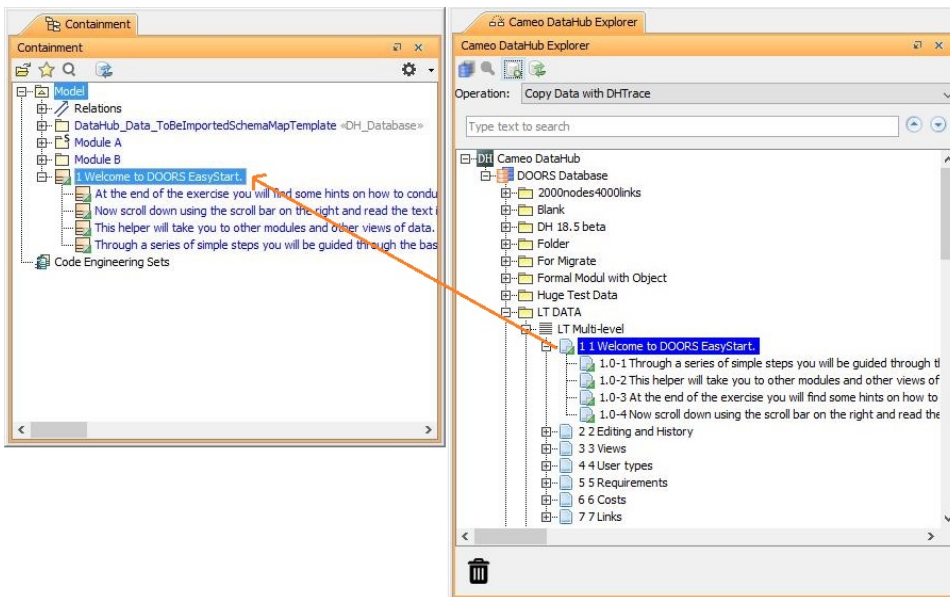 Containment
Containment
Model
Relations
DataHub_Data_ToBeImportedSchemaMapTemplate «DH_Database»
Module A
Module B
1 Welcome to DOORS EasyStart.
At the end of the exercise you will find some hints on how to condu
Now scroll down using the scroll bar on the right and read the text i
This helper will take you to other modules and other views of data.
Through a series of simple steps you will be guided through the bas
Code Engineering Sets
Cameo DataHub Explorer
Cameo DataHub Explorer
Operation: Copy Data with DHTrace
Type text to search
DH Cameo DataHub
DOORS Database
2000nodes4000links
Blank
DH 18.5 beta
Folder
For Migrate
Formal Modul with Object
Huge Test Data
LT DATA
LT Multi-level
1 1 Welcome to DOORS EasyStart.
1.0-1 Through a series of simple steps you will be guided through tl
1.0-2 This helper will take you to other modules and other views of
1.0-3 At the end of the exercise you will find some hints on how to
1.0-4 Now scroll down using the scroll bar on the right and read the
2 2 Editing and History
3 3 Views
4 4 User types
5 5 Requirements
6 6 Costs
7 7 Links